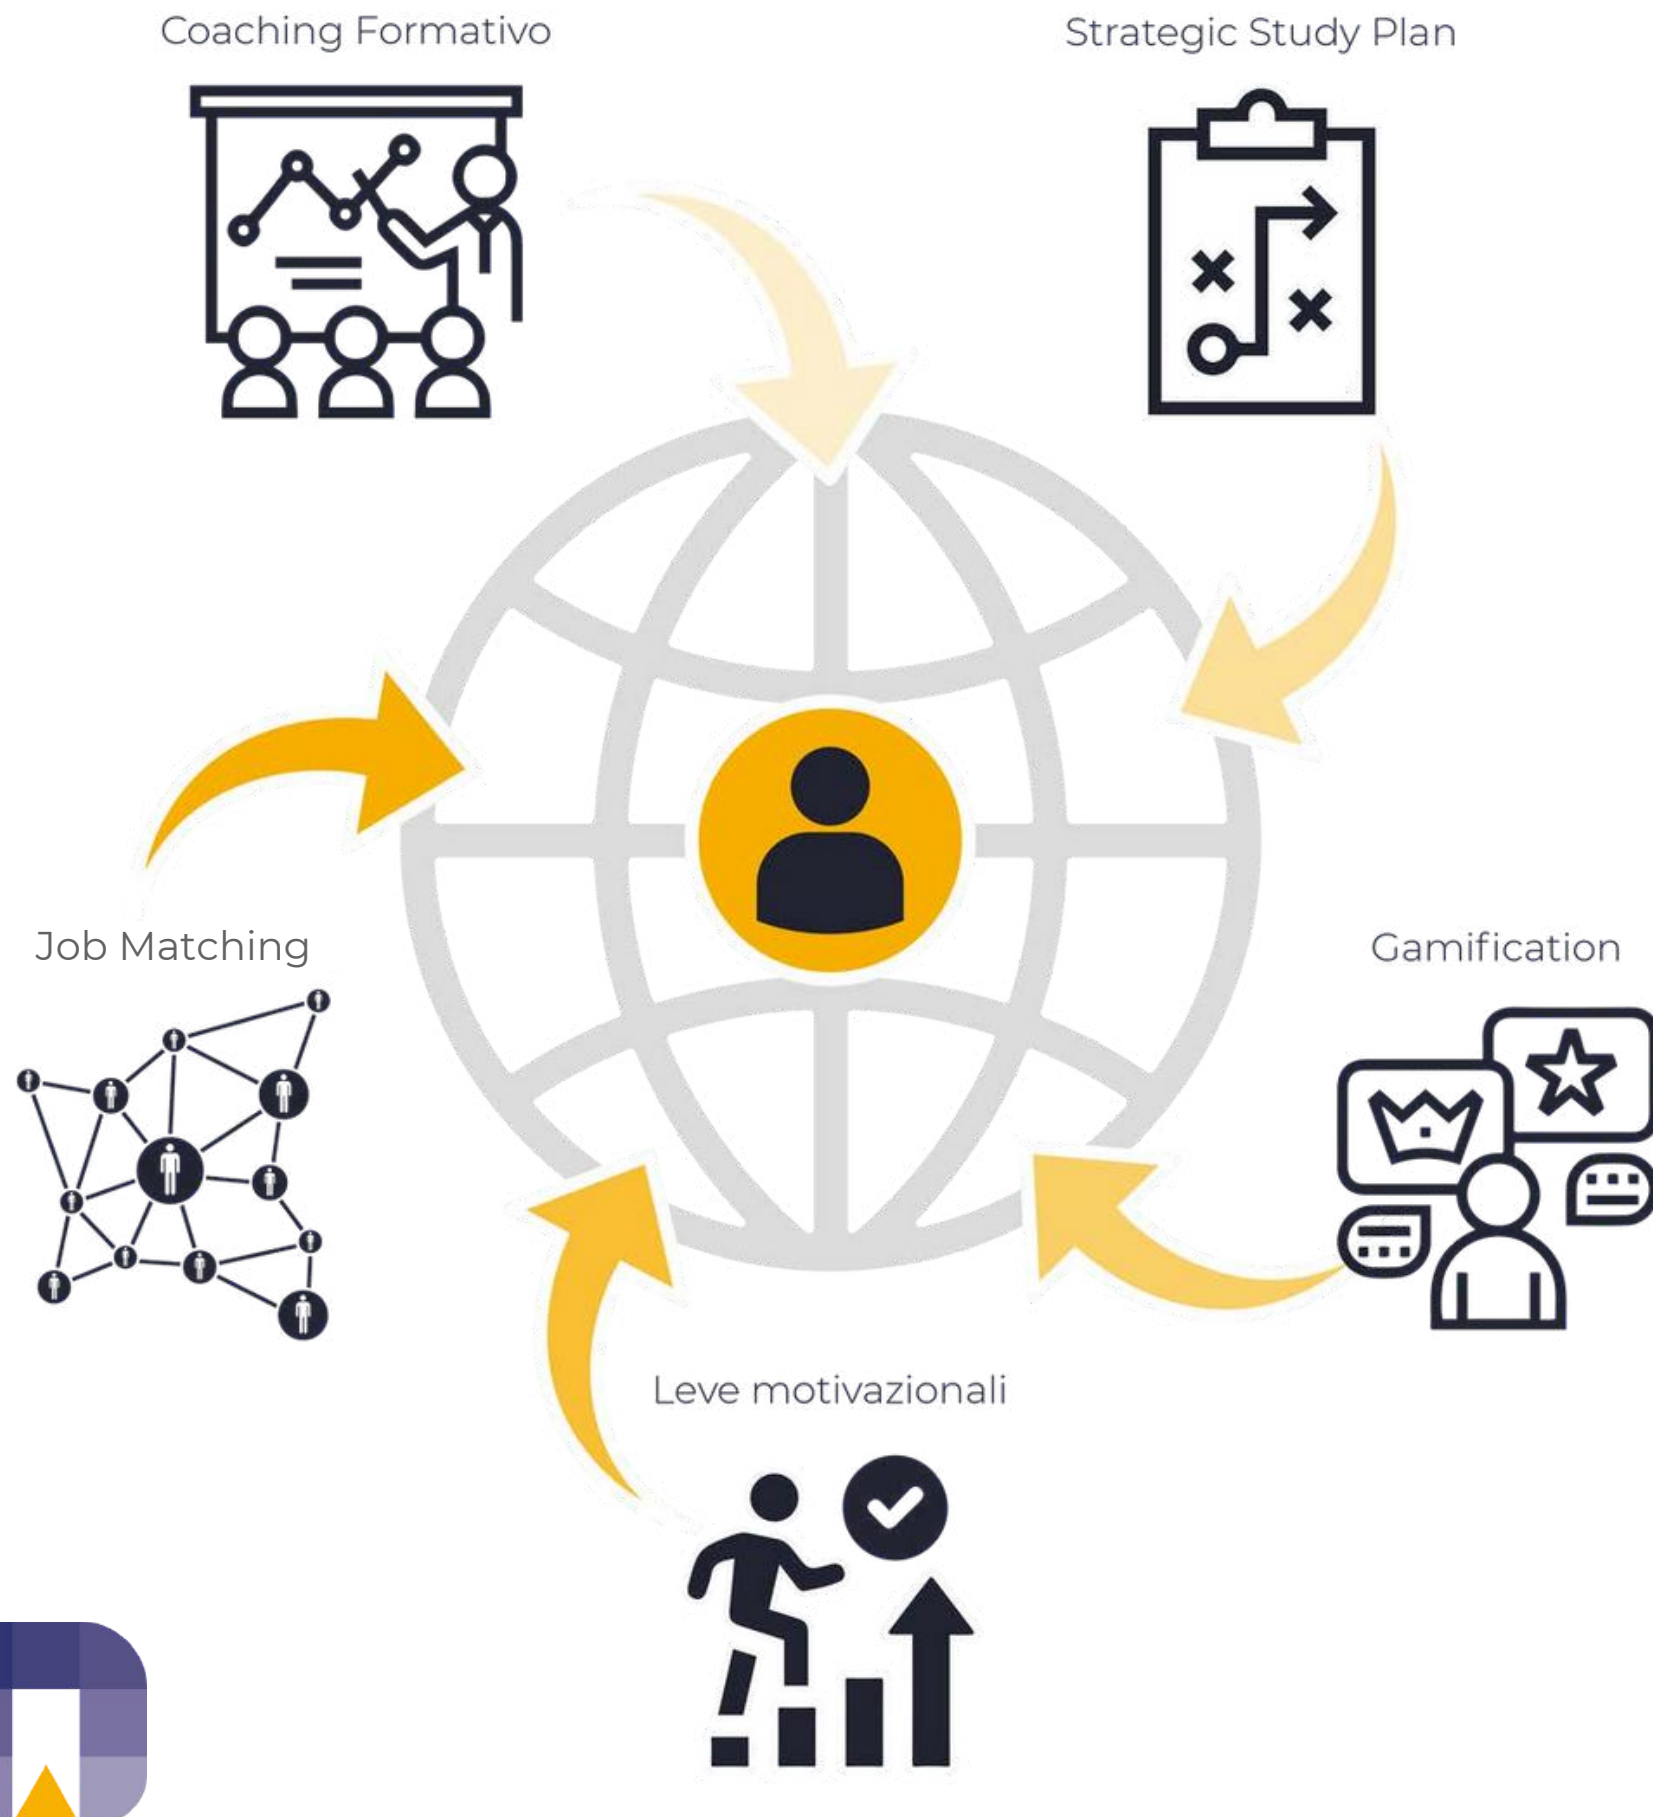 Coaching Formativo
Strategic Study Plan
Job Matching
Gamification
Leve motivazionali